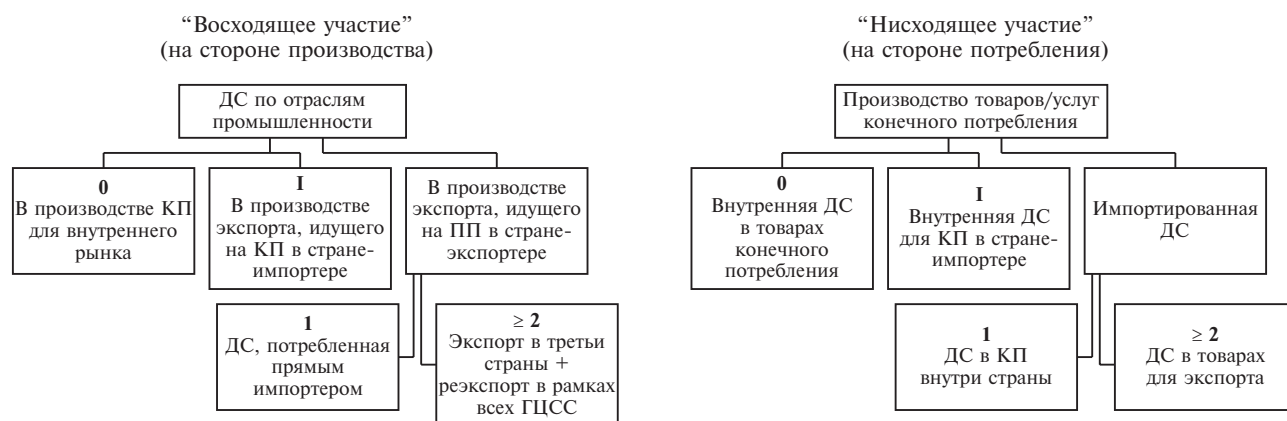 “Восходящее участие”
(на стороне производства)
ДС по отраслям
промышленности
0
В производстве КП
для внутреннего
рынка
I
В производстве
экспорта, идущего
на КП в стране-
импортере
В производстве
экспорта, идущего
на ПП в стране-
экспортере
1
ДС, потребленная
прямым
импортером
≥ 2
Экспорт в третьи
страны +
реэкспорт в рамках
всех ГЦСС
“Нисходящее участие”
(на стороне потребления)
Производство товаров/услуг
конечного потребления
0
Внутренняя ДС
в товарах
конечного
потребления
I
Внутренняя ДС
для КП в стране-
импортере
Импортированная
ДС
1
ДС в КП
внутри страны
≥ 2
ДС в товарах
для экспорта